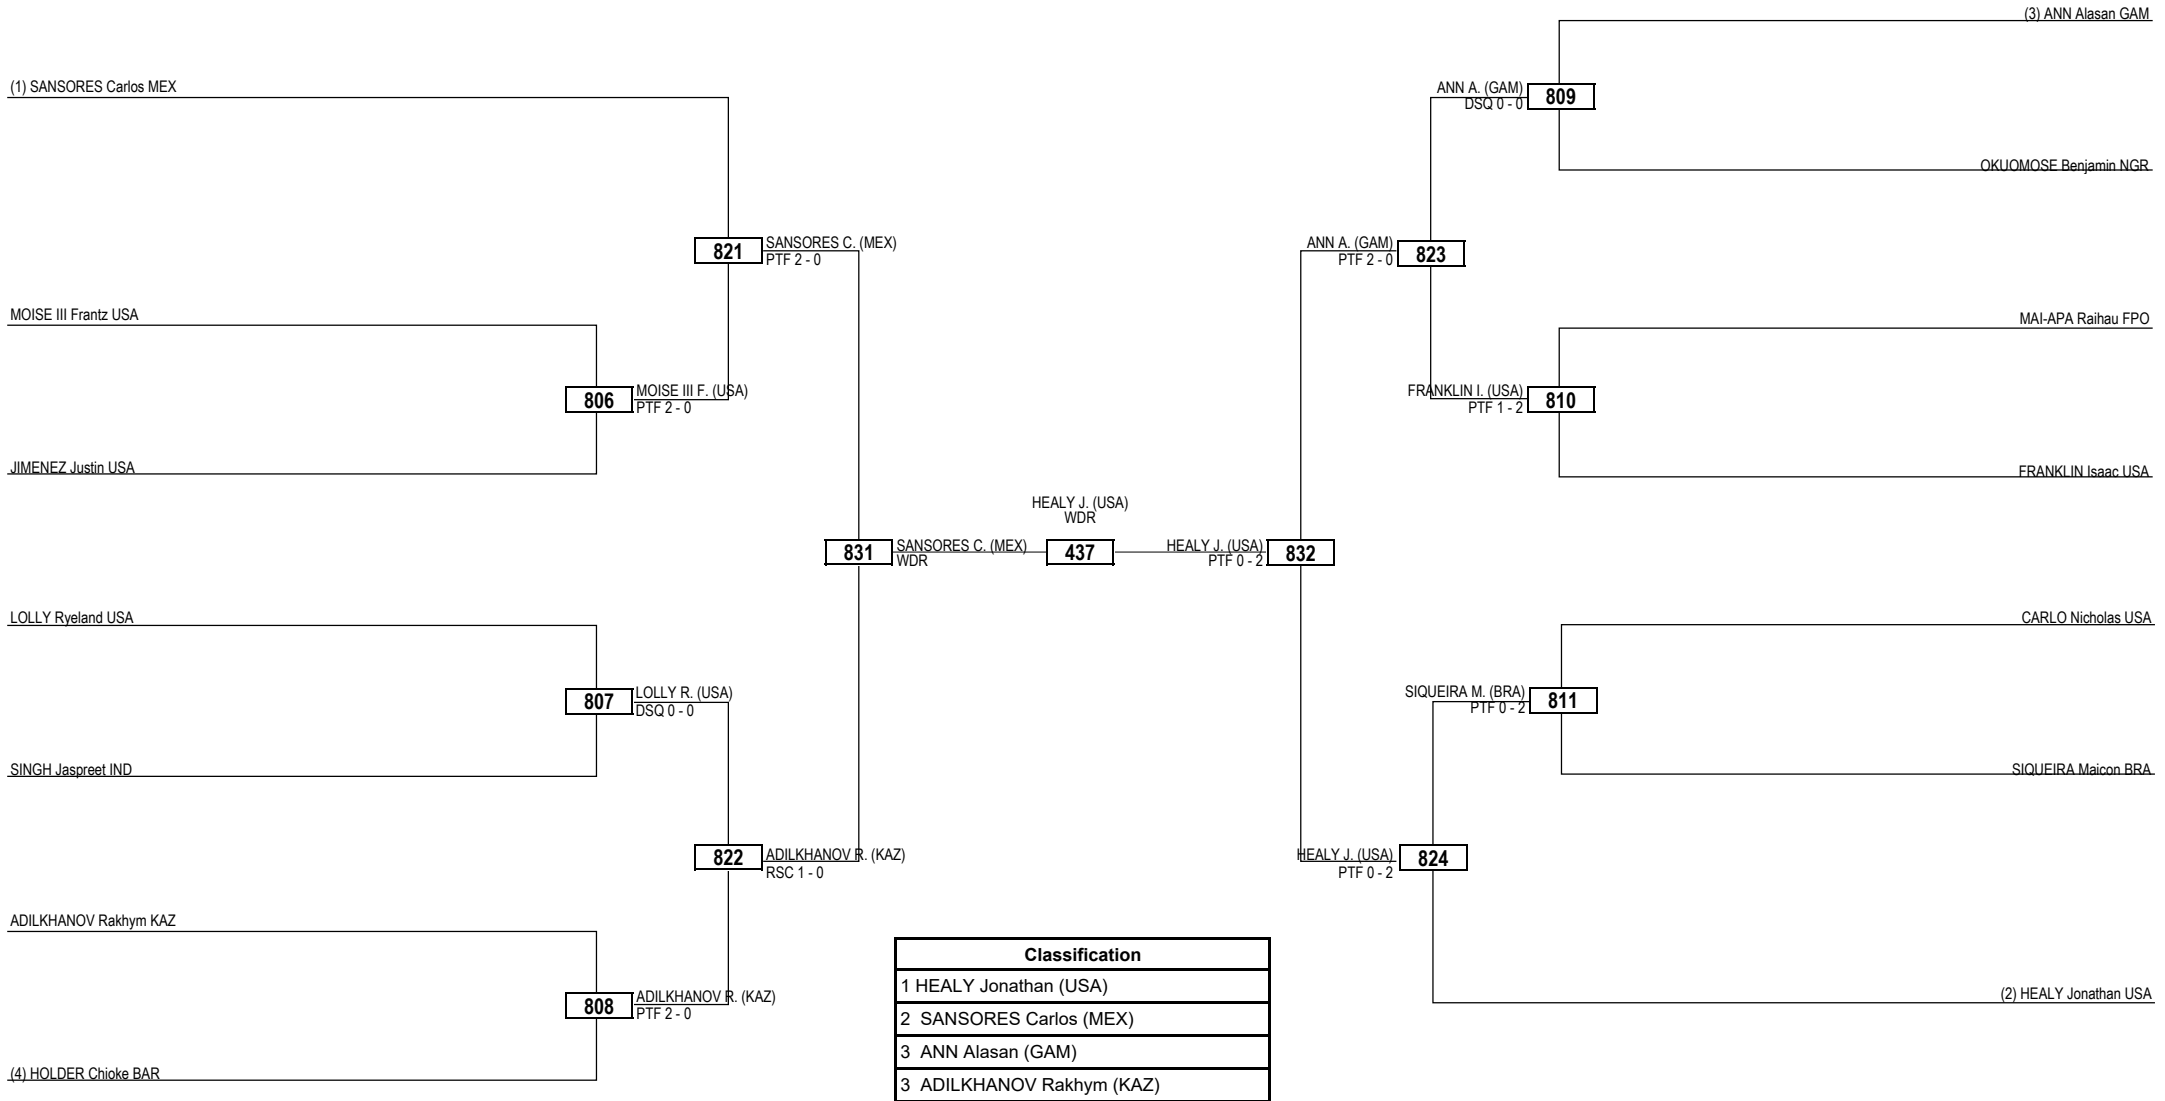 (3) ANN Alasan GAM
(1) SANSORES Carlos MEX
ANN A. (GAM)
DSQ 0 - 0
809
OKUOMOSE Benjamin NGR
821
SANSORES C. (MEX)
PTF 2 - 0
ANN A. (GAM)
PTF 2 - 0
823
MOISE III Frantz USA
MAI-APA Raihau FPO
806
MOISE III F. (USA)
PTF 2 - 0
FRANKLIN I. (USA)
PTF 1 - 2
810
JIMENEZ Justin USA
FRANKLIN Isaac USA
HEALY J. (USA)
WDR
831
SANSORES C. (MEX)
WDR
437
HEALY J. (USA)
PTF 0 - 2
832
LOLLY Ryeland USA
CARLO Nicholas USA
807
LOLLY R. (USA)
DSQ 0 - 0
SIQUEIRA M. (BRA)
PTF 0 - 2
811
SINGH Jaspreet IND
SIQUEIRA Maicon BRA
822
ADILKHANOV R. (KAZ)
RSC 1 - 0
HEALY J. (USA)
PTF 0 - 2
824
ADILKHANOV Rakhym KAZ
808
ADILKHANOV R. (KAZ)
PTF 2 - 0
(2) HEALY Jonathan USA
(4) HOLDER Chioke BAR
Classification
1 HEALY Jonathan (USA)
2 SANSORES Carlos (MEX)
3 ANN Alasan (GAM)
3 ADILKHANOV Rakhym (KAZ)